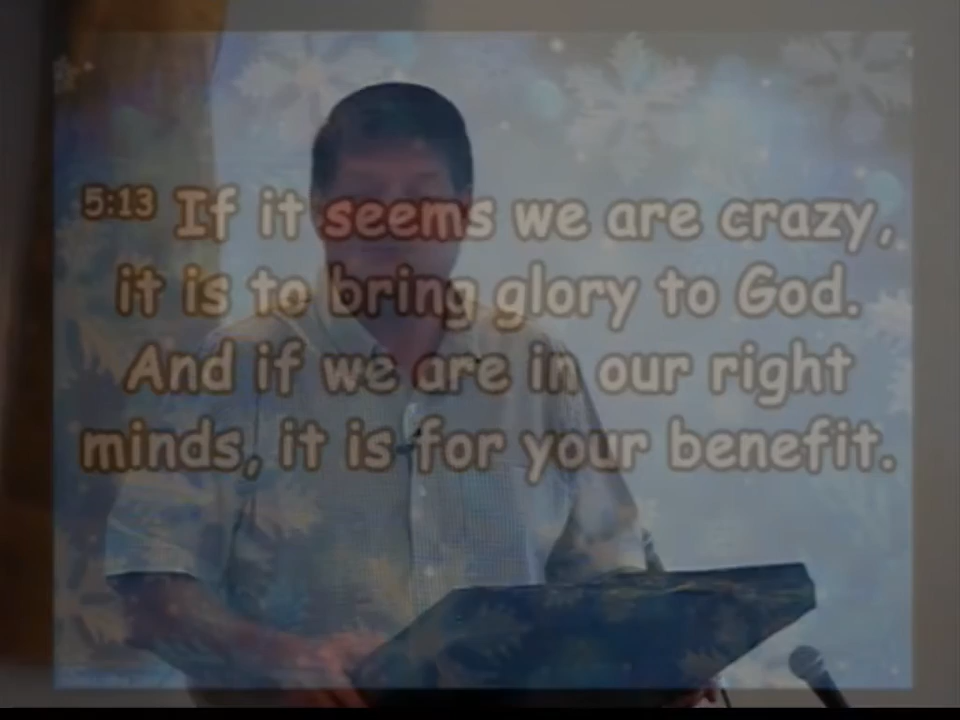 5:13 If it seems we are crazy,
it is to bring glory to God.
And if we are in our right
minds, it is for your benefit.